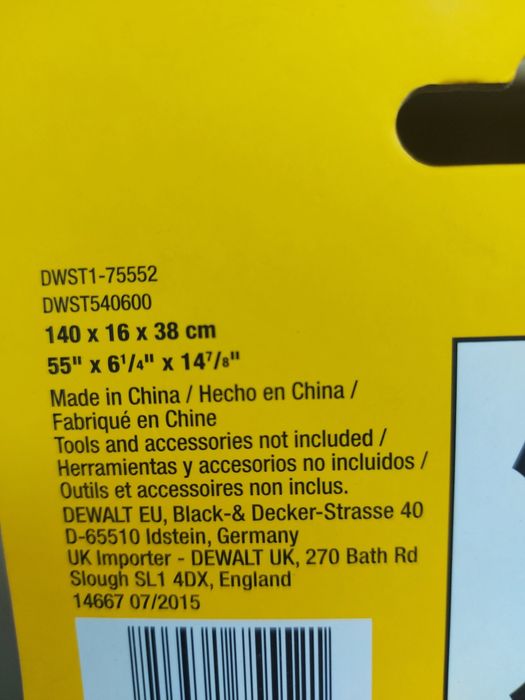 DWST1-75552
DWST540600
140 x 16 x 38 cm
55" x 6¹/₄" x 14⁷/₈"
Made in China / Hecho en China /
Fabriqué en Chine
Tools and accessories not included /
Herramientas y accesorios no incluidos /
Outils et accessoires non inclus.
DEWALT EU, Black-& Decker-Strasse 40
D-65510 Idstein, Germany
UK Importer - DEWALT UK, 270 Bath Rd
Slough SL1 4DX, England
14667 07/2015